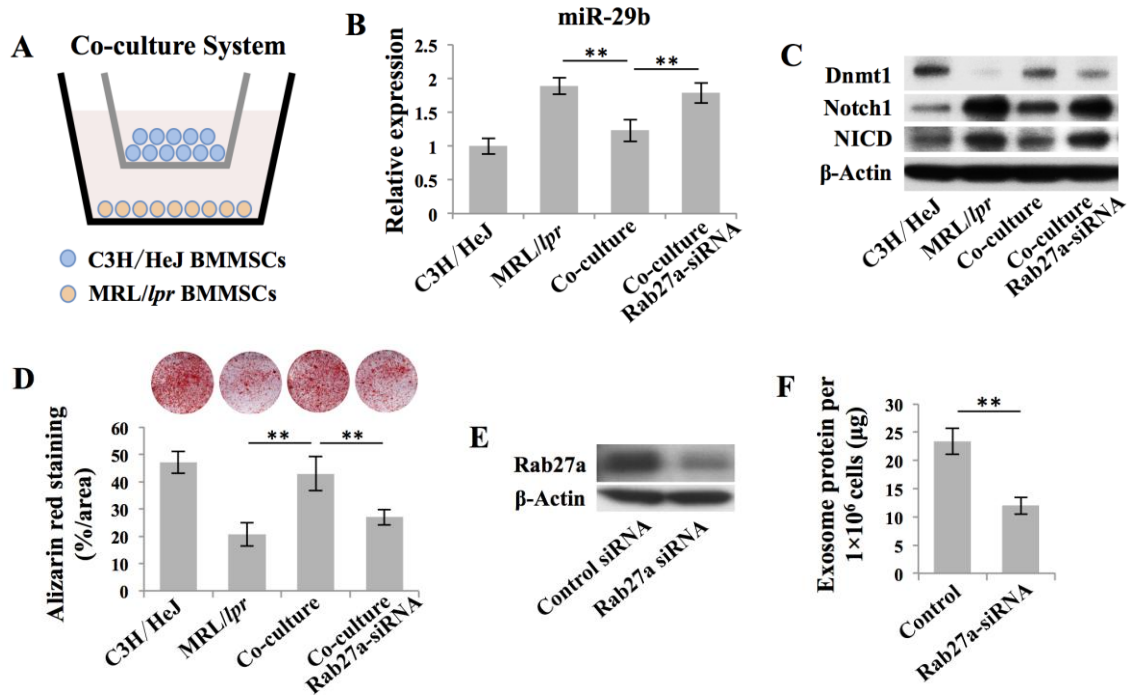 A
Co-culture System
C3H/HeJ BMMSCs
MRL/lpr BMMSCs
B
miR-29b
Relative expression
2.5
2
1.5
1
0.5
0
**
**
C3H/HeJ
MRL/lpr
Co-culture
Co-culture
Rab27a-siRNA
C
Dnmt1
Notch1
NICD
β-Actin
C3H/HeJ
MRL/lpr
Co-culture
Co-culture
Rab27a-siRNA
D
Alizarin red staining
(%/area)
60
50
40
30
20
10
0
**
**
C3H/HeJ
MRL/lpr
Co-culture
Co-culture
Rab27a-siRNA
E
Rab27a
β-Actin
Control siRNA
Rab27a siRNA
F
Exosome protein per
1×10⁶ cells (μg)
30
25
20
15
10
5
0
**
Control
Rab27a-siRNA